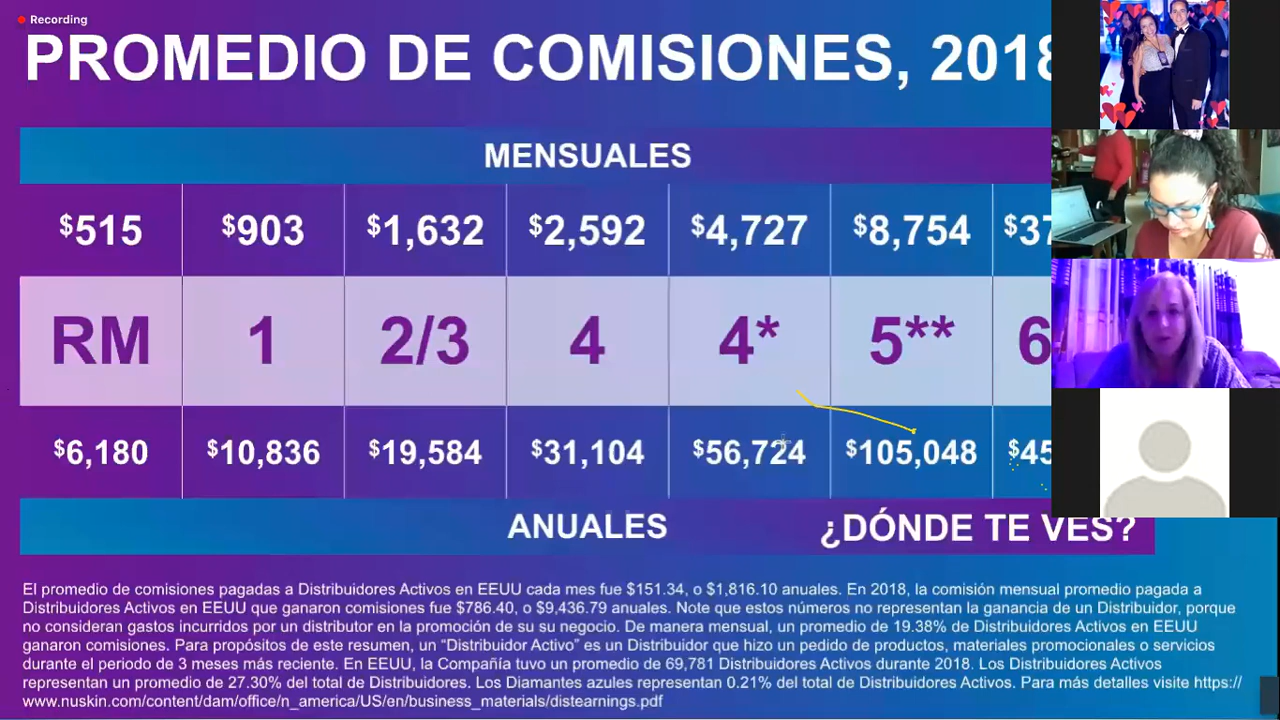 Recording
PROMEDIO DE COMISIONES, 2018
MENSUALES
$515 $903 $1,632 $2,592 $4,727 $8,754 $37
RM 1 2/3 4 4* 5** 6
$6,180 $10,836 $19,584 $31,104 $56,724 $105,048 $45
ANUALES ¿DÓNDE TE VES?
El promedio de comisiones pagadas a Distribuidores Activos en EEUU cada mes fue $151.34, o $1,816.10 anuales. En 2018, la comisión mensual promedio pagada a
Distribuidores Activos en EEUU que ganaron comisiones fue $786.40, o $9,436.79 anuales. Note que estos números no representan la ganancia de un Distribuidor, porque
no consideran gastos incurridos por un distributor en la promoción de su su negocio. De manera mensual, un promedio de 19.38% de Distribuidores Activos en EEUU
ganaron comisiones. Para propósitos de este resumen, un “Distribuidor Activo” es un Distribuidor que hizo un pedido de productos, materiales promocionales o servicios
durante el periodo de 3 meses más reciente. En EEUU, la Compañía tuvo un promedio de 69,781 Distribuidores Activos durante 2018. Los Distribuidores Activos
representan un promedio de 27.30% del total de Distribuidores. Los Diamantes azules representan 0.21% del total de Distribuidores Activos. Para más detalles visite https://
www.nuskin.com/content/dam/office/n_america/US/en/business_materials/distearnings.pdf